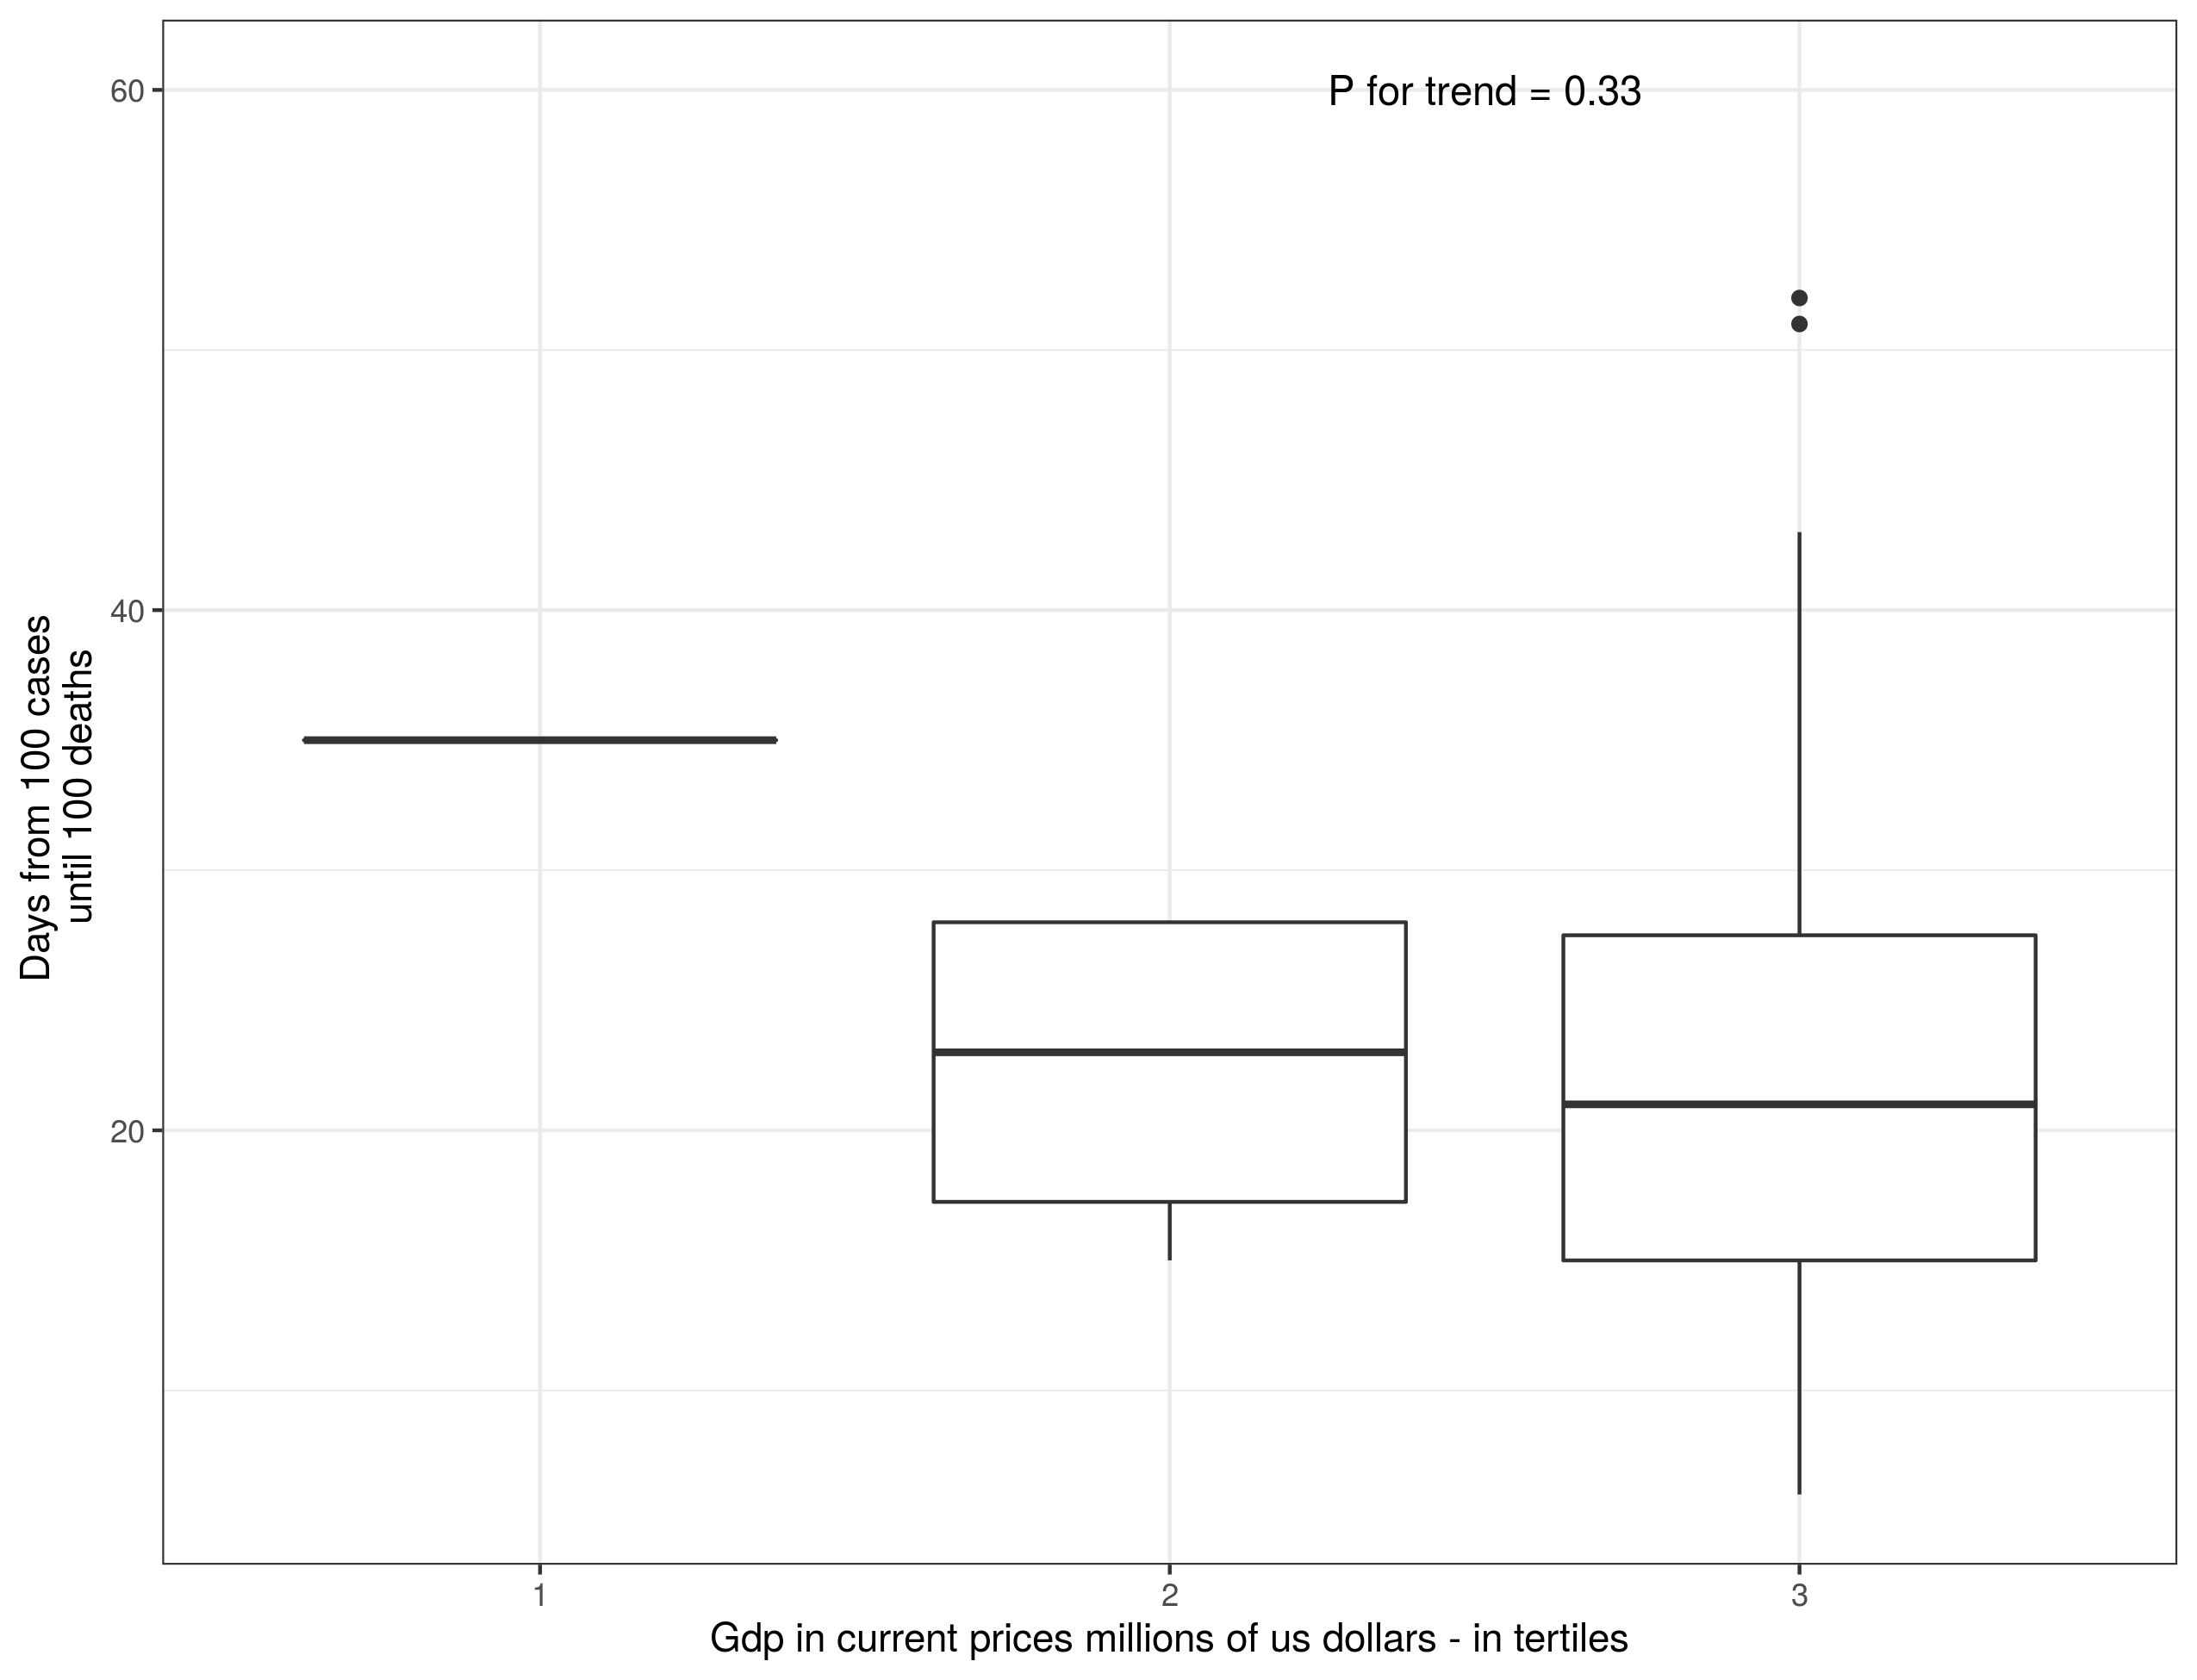 P for trend = 0.33
60
40
20
Days from 100 cases
until 100 deaths
1
2
3
Gdp in current prices millions of us dollars - in tertiles